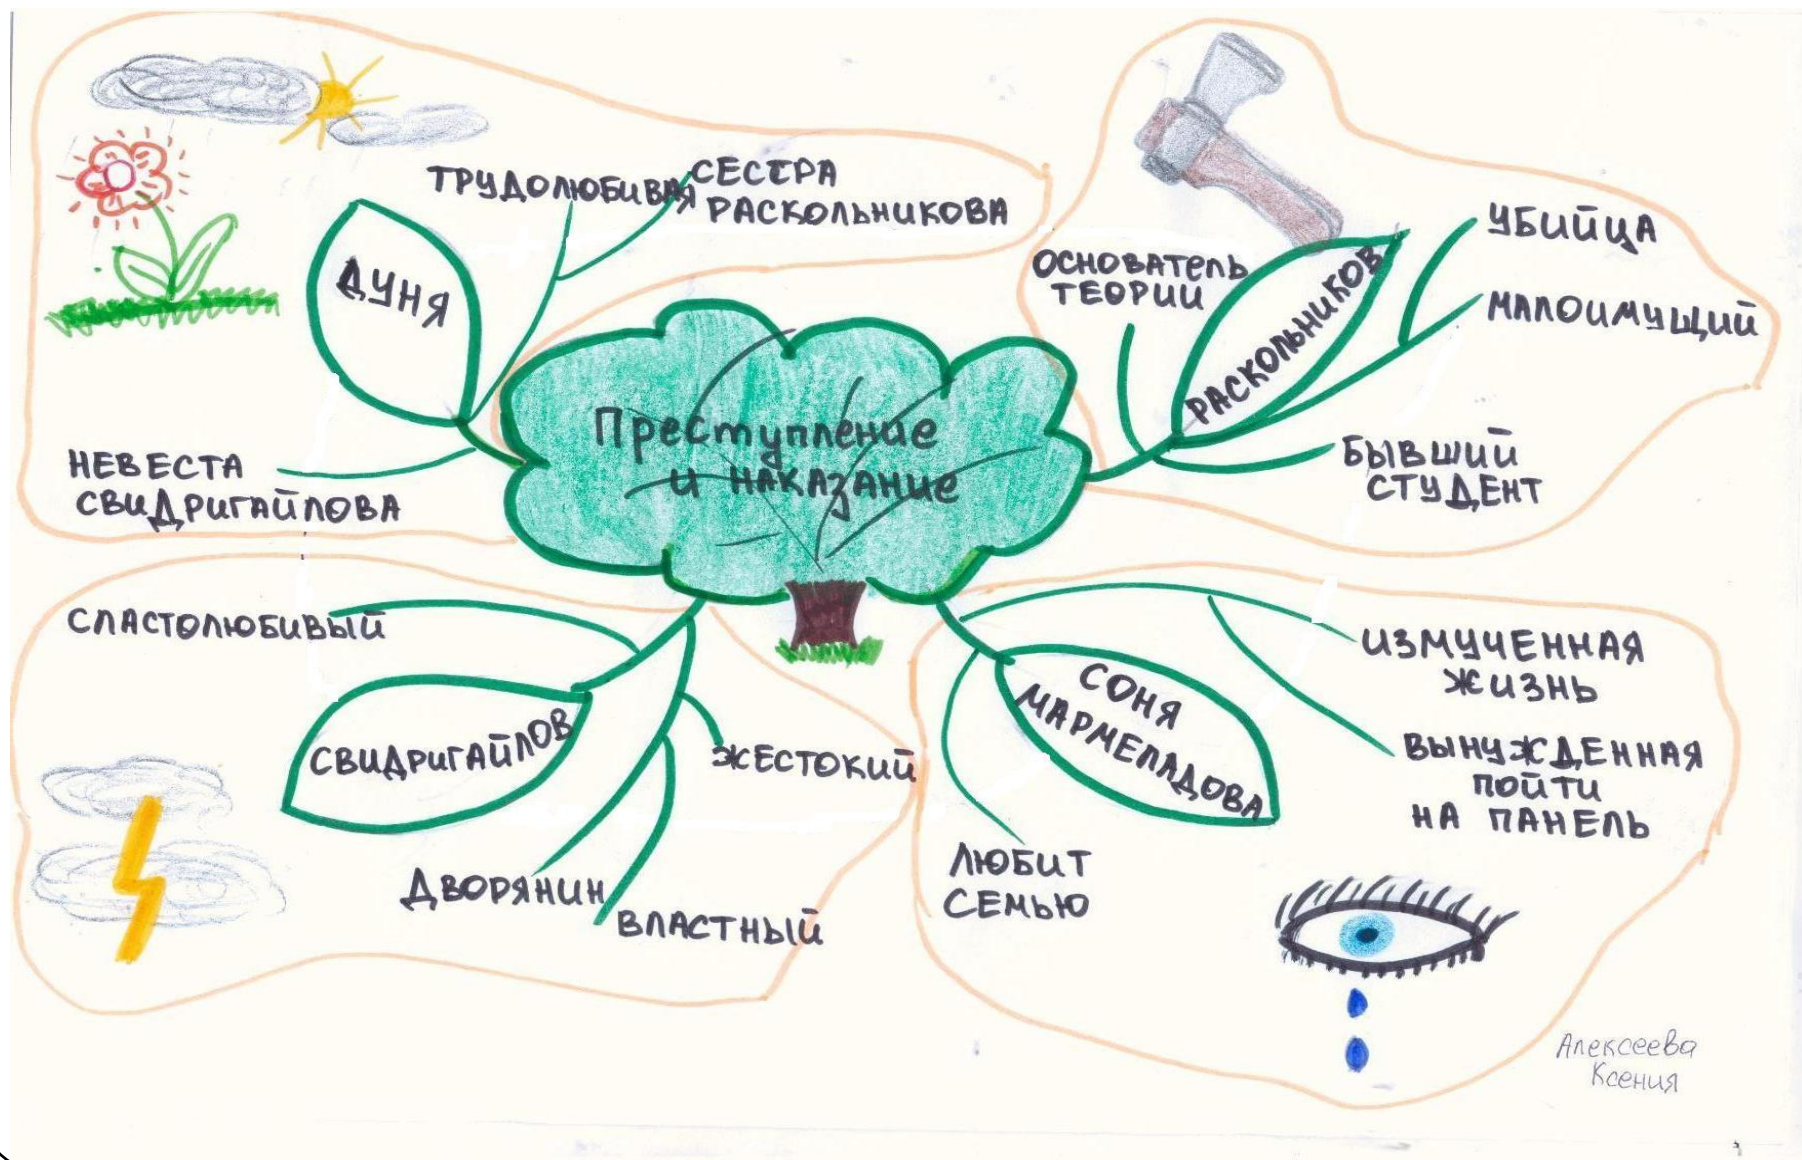 Преступление
и наказание
ДУНЯ
ТРУДОЛЮБИВАЯ
СЕСТРА
РАСКОЛЬНИКОВА
НЕВЕСТА
СВИДРИГАЙЛОВА
РАСКОЛЬНИКОВ
ОСНОВАТЕЛЬ
ТЕОРИИ
УБИЙЦА
МАЛОИМУЩИЙ
БЫВШИЙ
СТУДЕНТ
СВИДРИГАЙЛОВ
СЛАСТОЛЮБИВЫЙ
ЖЕСТОКИЙ
ДВОРЯНИН
ВЛАСТНЫЙ
СОНЯ
МАРМЕЛАДОВА
ИЗМУЧЕННАЯ
ЖИЗНЬ
ВЫНУЖДЕННАЯ
ПОЙТИ
НА ПАНЕЛЬ
ЛЮБИТ
СЕМЬЮ
Алексеева
Ксения